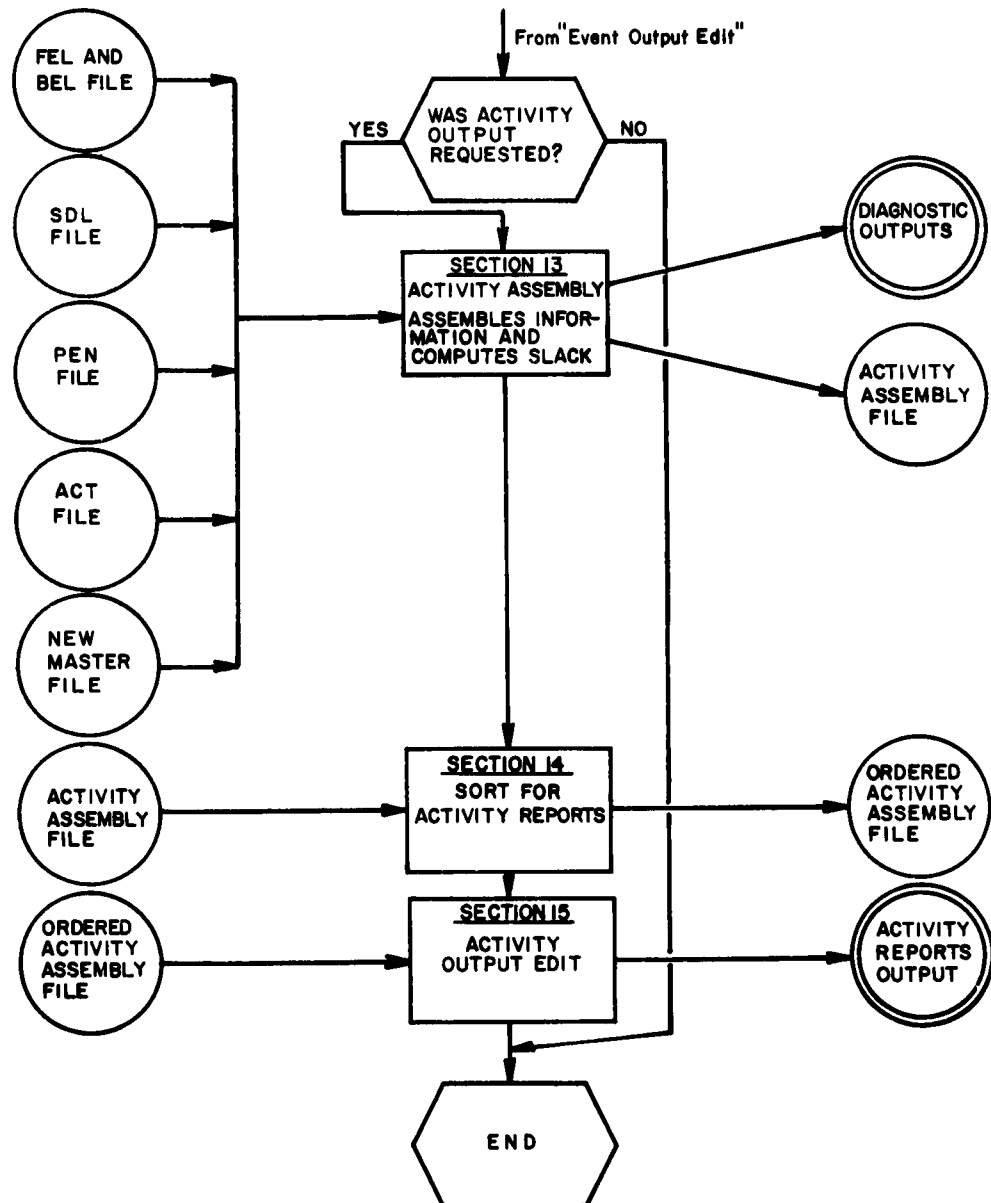 From "Event Output Edit"
FEL AND
BEL FILE
WAS ACTIVITY
OUTPUT
REQUESTED?
YES
NO
SDL
FILE
SECTION 13
ACTIVITY ASSEMBLY
ASSEMBLES INFOR-
MATION AND
COMPUTES SLACK
DIAGNOSTIC
OUTPUTS
PEN
FILE
ACTIVITY
ASSEMBLY
FILE
ACT
FILE
NEW
MASTER
FILE
ACTIVITY
ASSEMBLY
FILE
SECTION 14
SORT FOR
ACTIVITY REPORTS
ORDERED
ACTIVITY
ASSEMBLY
FILE
ORDERED
ACTIVITY
ASSEMBLY
FILE
SECTION 15
ACTIVITY
OUTPUT EDIT
ACTIVITY
REPORTS
OUTPUT
END